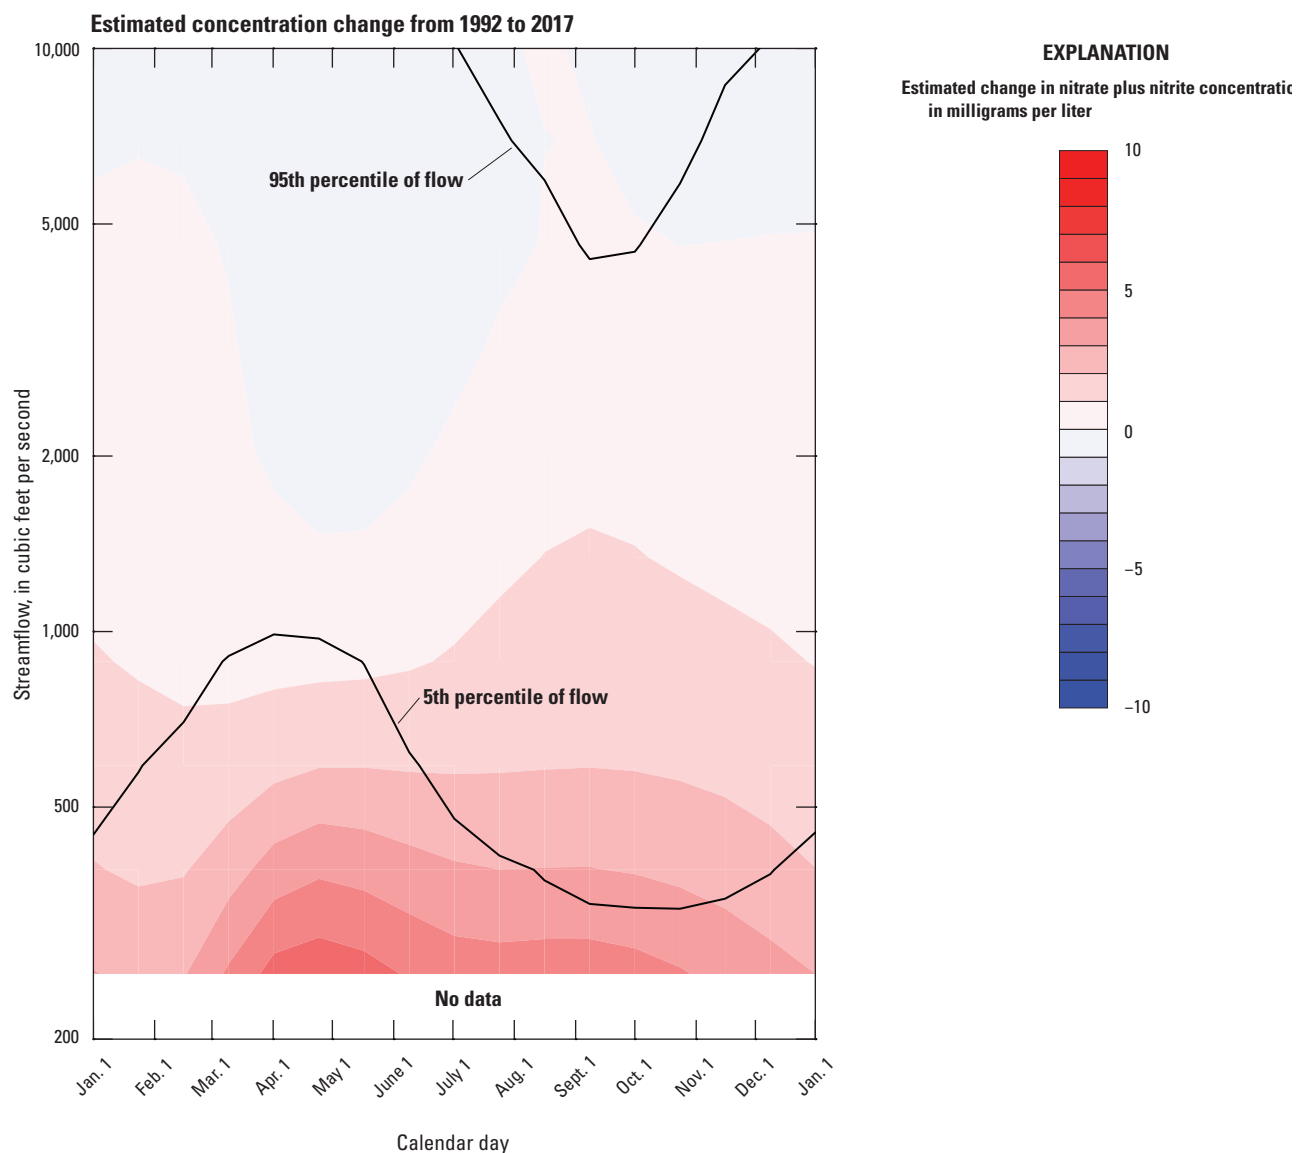 Estimated concentration change from 1992 to 2017
10,000
5,000
2,000
1,000
500
200
Streamflow, in cubic feet per second
95th percentile of flow
5th percentile of flow
No data
Jan. 1
Feb. 1
Mar. 1
Apr. 1
May 1
June 1
July 1
Aug. 1
Sept. 1
Oct. 1
Nov. 1
Dec. 1
Jan. 1
Calendar day
EXPLANATION
Estimated change in nitrate plus nitrite
in milligrams per liter
10
5
0
−5
−10